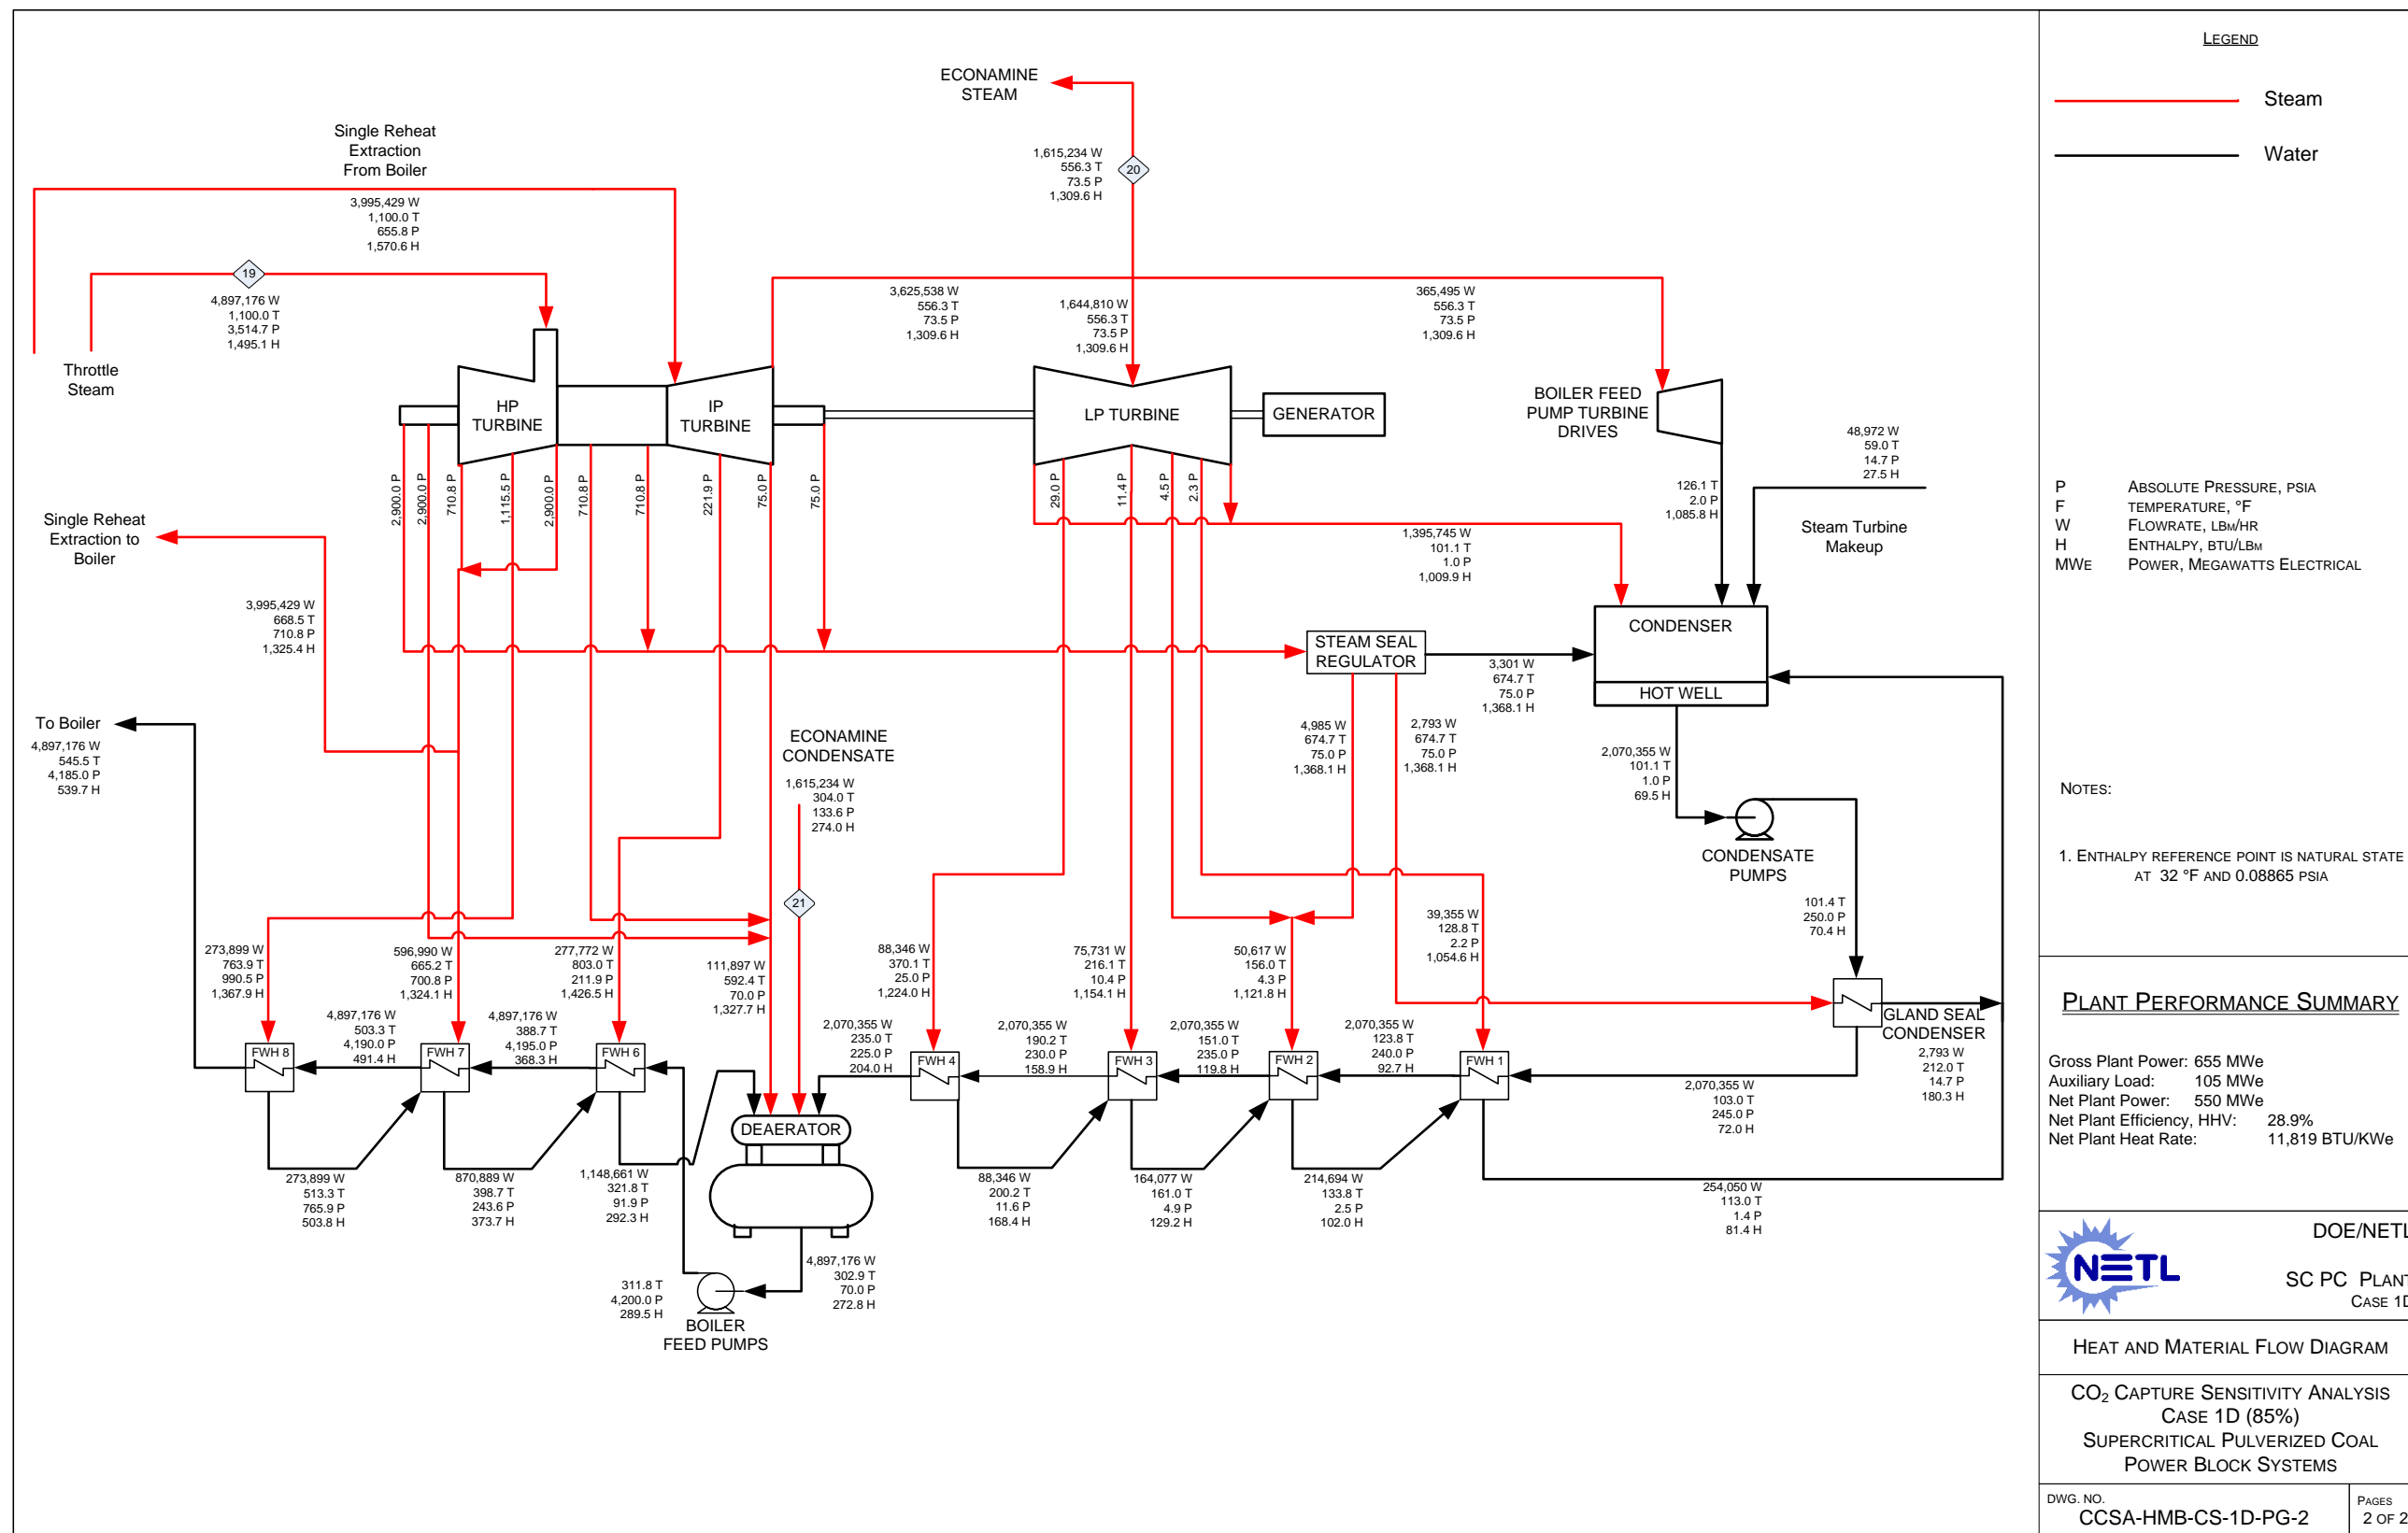 ECONAMINE
STEAM
Single Reheat
Extraction
From Boiler
1,615,234 W
556.3 T
73.5 P
1,309.6 H
20
3,995,429 W
1,100.0 T
655.8 P
1,570.6 H
19
4,897,176 W
1,100.0 T
3,514.7 P
1,495.1 H
Throttle
Steam
3,625,538 W
556.3 T
73.5 P
1,309.6 H
1,644,810 W
556.3 T
73.5 P
1,309.6 H
365,495 W
556.3 T
73.5 P
1,309.6 H
HP
TURBINE
IP
TURBINE
LP TURBINE
GENERATOR
BOILER FEED
PUMP TURBINE
DRIVES
48,972 W
59.0 T
14.7 P
27.5 H
2,900.0 P
2,900.0 P
710.8 P
1,115.5 P
2,900.0 P
710.8 P
710.8 P
221.9 P
75.0 P
75.0 P
29.0 P
11.4 P
4.5 P
2.3 P
126.1 T
2.0 P
1,085.8 H
Steam Turbine
Makeup
Single Reheat
Extraction to
Boiler
1,395,745 W
101.1 T
1.0 P
1,009.9 H
3,995,429 W
668.5 T
710.8 P
1,325.4 H
STEAM SEAL
REGULATOR
CONDENSER
HOT WELL
3,301 W
674.7 T
75.0 P
1,368.1 H
To Boiler
4,897,176 W
545.5 T
4,185.0 P
539.7 H
ECONAMINE
CONDENSATE
1,615,234 W
304.0 T
133.6 P
274.0 H
21
4,985 W
674.7 T
75.0 P
1,368.1 H
2,793 W
674.7 T
75.0 P
1,368.1 H
2,070,355 W
101.1 T
1.0 P
69.5 H
CONDENSATE
PUMPS
101.4 T
250.0 P
70.4 H
273,899 W
763.9 T
990.5 P
1,367.9 H
596,990 W
665.2 T
700.8 P
1,324.1 H
277,772 W
803.0 T
211.9 P
1,426.5 H
111,897 W
592.4 T
70.0 P
1,327.7 H
88,346 W
370.1 T
25.0 P
1,224.0 H
75,731 W
216.1 T
10.4 P
1,154.1 H
50,617 W
156.0 T
4.3 P
1,121.8 H
39,355 W
128.8 T
2.2 P
1,054.6 H
GLAND SEAL
CONDENSER
2,793 W
212.0 T
14.7 P
180.3 H
4,897,176 W
503.3 T
4,190.0 P
491.4 H
4,897,176 W
388.7 T
4,195.0 P
368.3 H
2,070,355 W
235.0 T
225.0 P
204.0 H
2,070,355 W
190.2 T
230.0 P
158.9 H
2,070,355 W
151.0 T
235.0 P
119.8 H
2,070,355 W
123.8 T
240.0 P
92.7 H
2,070,355 W
103.0 T
245.0 P
72.0 H
FWH 8
FWH 7
FWH 6
FWH 4
FWH 3
FWH 2
FWH 1
DEAERATOR
273,899 W
513.3 T
765.9 P
503.8 H
870,889 W
398.7 T
243.6 P
373.7 H
1,148,661 W
321.8 T
91.9 P
292.3 H
88,346 W
200.2 T
11.6 P
168.4 H
164,077 W
161.0 T
4.9 P
129.2 H
214,694 W
133.8 T
2.5 P
102.0 H
254,050 W
113.0 T
1.4 P
81.4 H
4,897,176 W
302.9 T
70.0 P
272.8 H
311.8 T
4,200.0 P
289.5 H
BOILER
FEED PUMPS
LEGEND
Steam
Water
P ABSOLUTE PRESSURE, PSIA
F TEMPERATURE, °F
W FLOWRATE, LBM/HR
H ENTHALPY, BTU/LBM
MWE POWER, MEGAWATTS ELECTRICAL
NOTES:
1. ENTHALPY REFERENCE POINT IS NATURAL STATE
AT 32 °F AND 0.08865 PSIA
PLANT PERFORMANCE SUMMARY
Gross Plant Power: 655 MWe
Auxiliary Load: 105 MWe
Net Plant Power: 550 MWe
Net Plant Efficiency, HHV: 28.9%
Net Plant Heat Rate: 11,819 BTU/KWe
NETL
DOE/NETL
SC PC PLANT
CASE 1D
HEAT AND MATERIAL FLOW DIAGRAM
CO₂ CAPTURE SENSITIVITY ANALYSIS
CASE 1D (85%)
SUPERCRITICAL PULVERIZED COAL
POWER BLOCK SYSTEMS
DWG. NO.
CCSA-HMB-CS-1D-PG-2
PAGES
2 OF 2